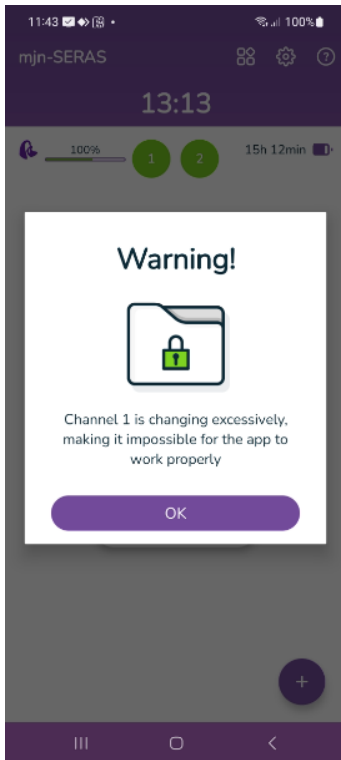 11:43
100%
mjn-SERAS
13:13
100%
1
2
15h 12min
Warning!
Channel 1 is changing excessively,
making it impossible for the app to
work properly
OK